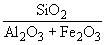 SiO₂
Al₂O₃ + Fe₂O₃